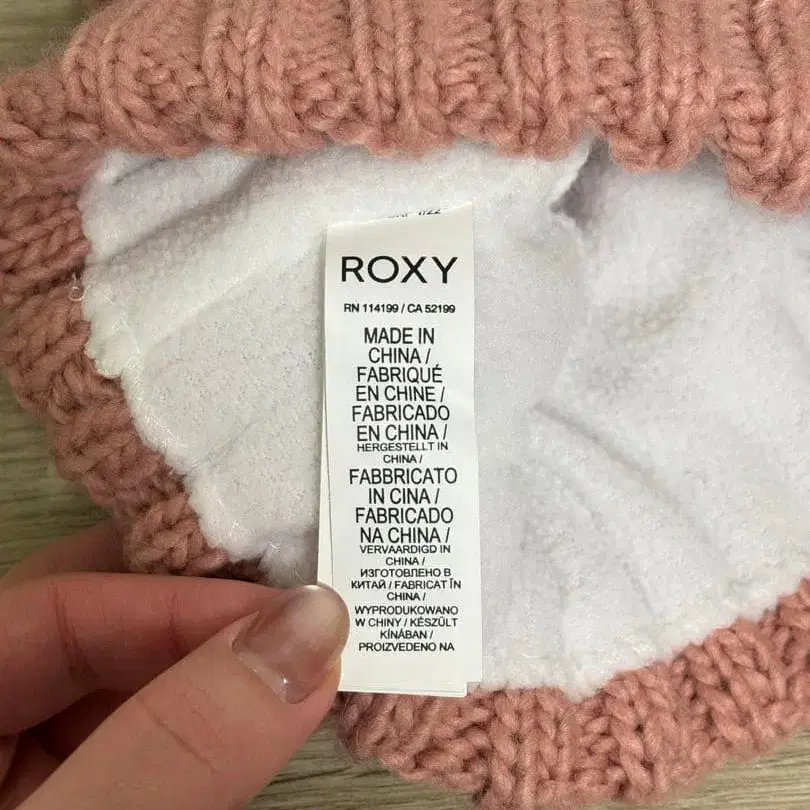 ROXY
RN 114199 / CA 52199
MADE IN
CHINA /
FABRIQUÉ
EN CHINE /
FABRICADO
EN CHINA /
HERGESTELLT IN
CHINA /
FABBRICATO
IN CINA /
FABRICADO
NA CHINA /
VERVAARDIGD IN
CHINA /
ИЗГОТОВЛЕНО В
КИТАЙ / FABRICAT ÎN
CHINA /
WYPRODUKOWANO
W CHINY / KÉSZÜLT
KÍNÁBAN /
PROIZVEDENO NA